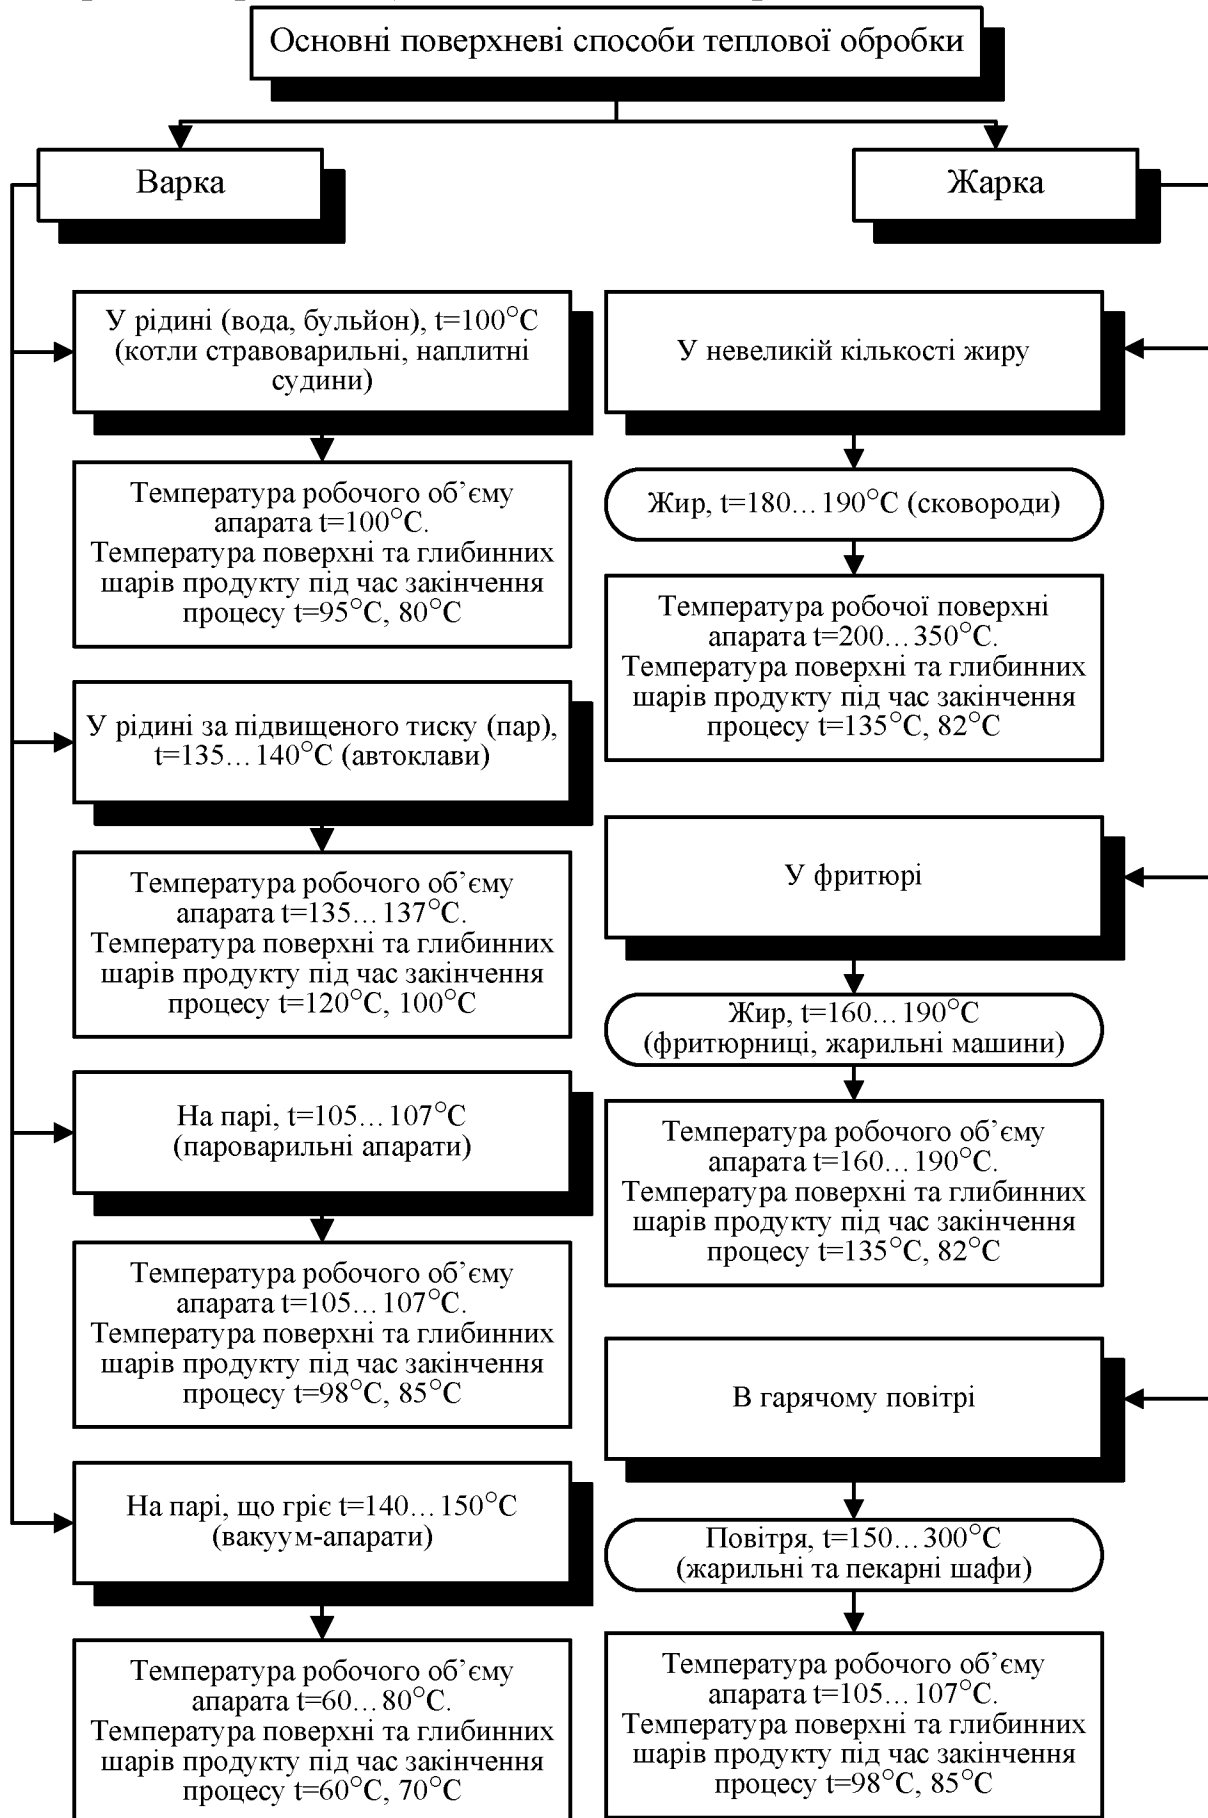 Основні поверхневі способи теплової обробки
Варка
Жарка
У рідині (вода, бульйон), t=100°C
(котли стравоварильні, наплитні
судини)
Температура робочого об’єму
апарата t=100°C.
Температура поверхні та глибинних
шарів продукту під час закінчення
процесу t=95°C, 80°C
У рідині за підвищеного тиску (пар),
t=135…140°C (автоклави)
Температура робочого об’єму
апарата t=135…137°C.
Температура поверхні та глибинних
шарів продукту під час закінчення
процесу t=120°C, 100°C
На парі, t=105…107°C
(пароварильні апарати)
Температура робочого об’єму
апарата t=105…107°C.
Температура поверхні та глибинних
шарів продукту під час закінчення
процесу t=98°C, 85°C
На парі, що гріє t=140…150°C
(вакуум-апарати)
Температура робочого об’єму
апарата t=60…80°C.
Температура поверхні та глибинних
шарів продукту під час закінчення
процесу t=60°C, 70°C
У невеликій кількості жиру
Жир, t=180…190°C (сковороди)
Температура робочої поверхні
апарата t=200…350°C.
Температура поверхні та глибинних
шарів продукту під час закінчення
процесу t=135°C, 82°C
У фритюрі
Жир, t=160…190°C
(фритюрниці, жарильні машини)
Температура робочого об’єму
апарата t=160…190°C.
Температура поверхні та глибинних
шарів продукту під час закінчення
процесу t=135°C, 82°C
В гарячому повітрі
Повітря, t=150…300°C
(жарильні та пекарні шафи)
Температура робочого об’єму
апарата t=105…107°C.
Температура поверхні та глибинних
шарів продукту під час закінчення
процесу t=98°C, 85°C